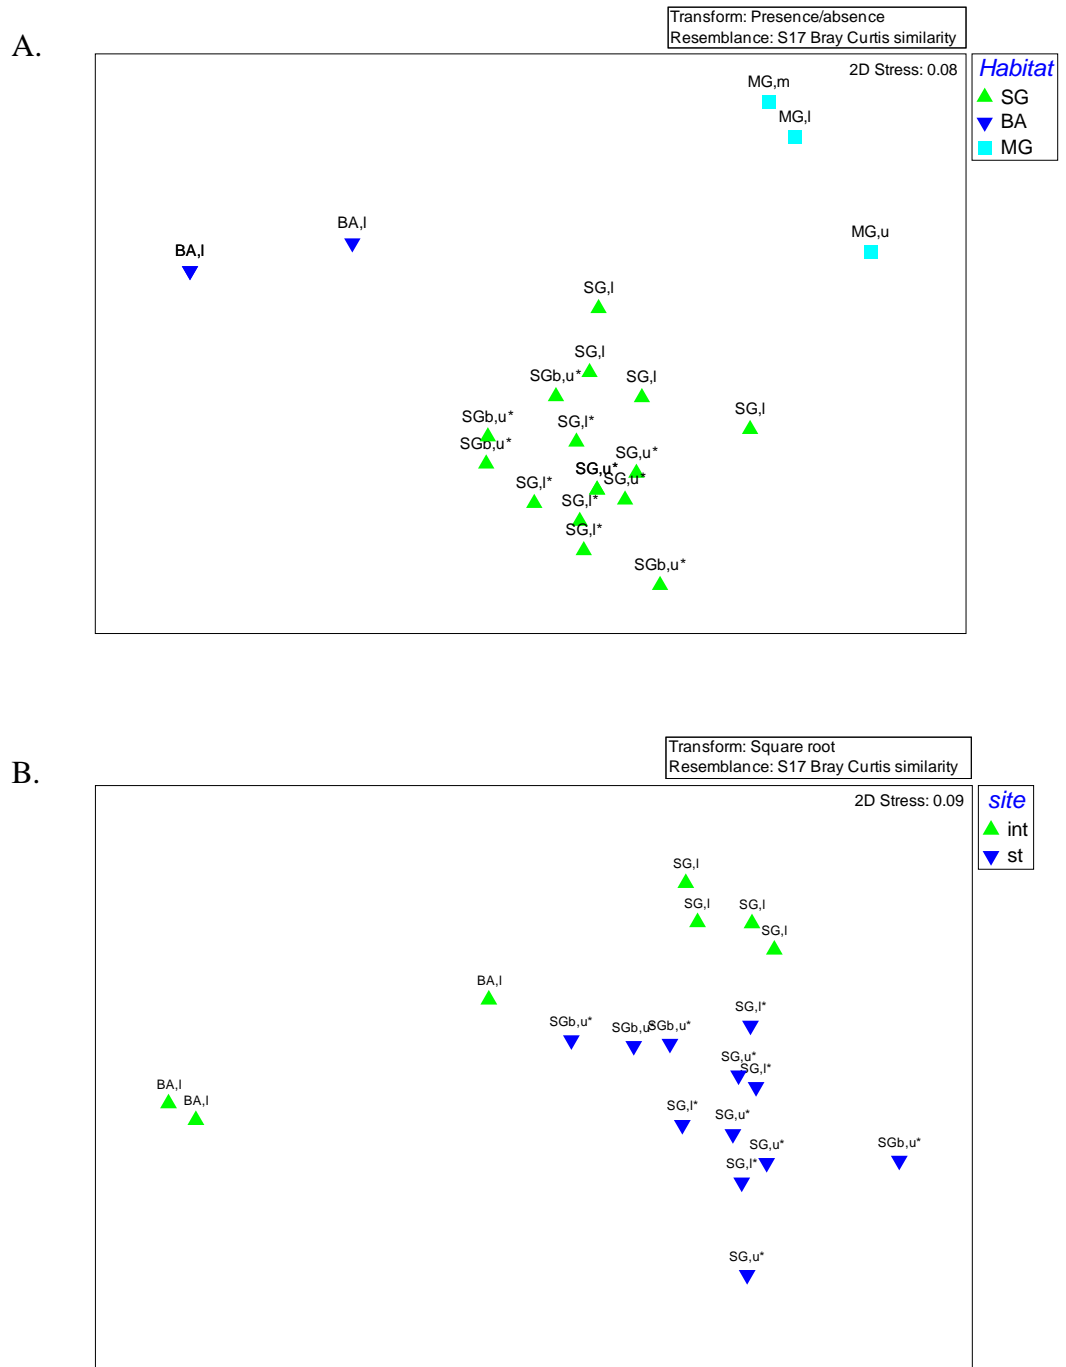 A.
Transform: Presence/absence
Resemblance: S17 Bray Curtis similarity
2D Stress: 0.08
Habitat
SG
BA
MG
MG,m
MG,l
MG,u
BA,l
BA,l
SG,l
SG,l
SGb,u*
SG,l
SG,l
SGb,u*
SG,l*
SGb,u*
SG,u*
SG,u*
SG,u*
SG,l*
SG,l*
SG,l*
SGb,u*
B.
Transform: Square root
Resemblance: S17 Bray Curtis similarity
2D Stress: 0.09
site
int
st
SG,l
SG,l
SG,l
SG,l
BA,l
SGb,u*
SGb,u*
SGb,u*
SG,l*
SG,u*
SG,l*
BA,l
BA,l
SG,l*
SG,u*
SG,u*
SGb,u*
SG,l*
SG,u*